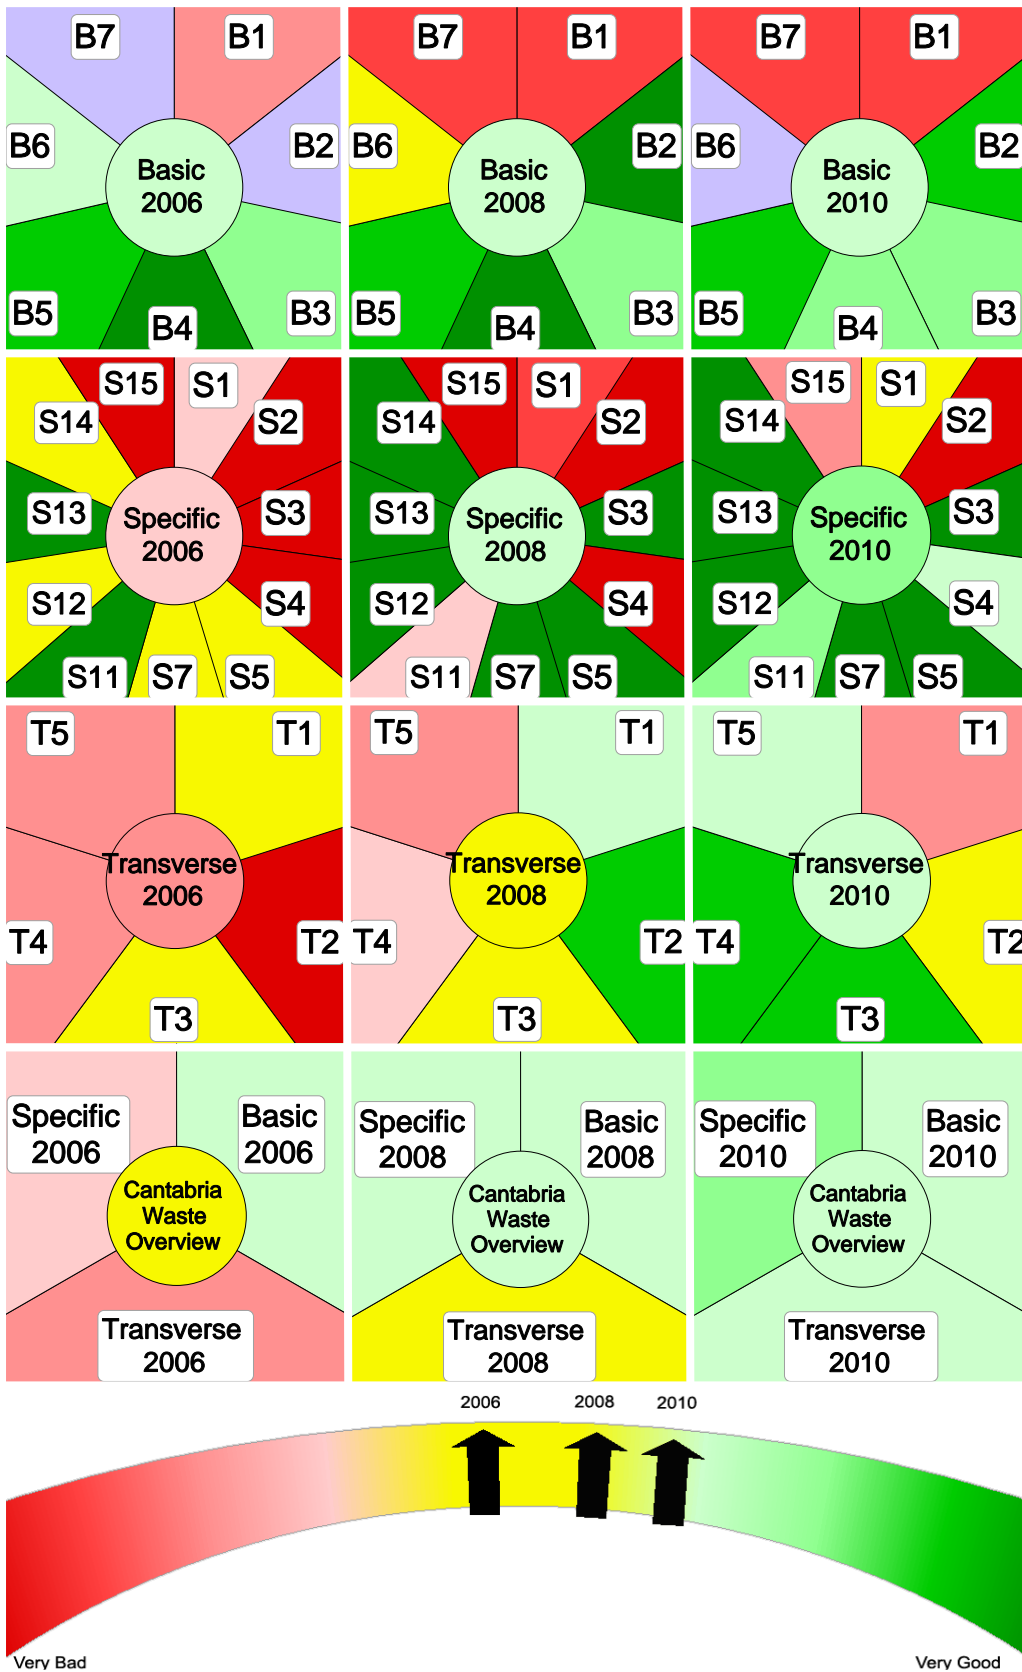 B7 B1 B7 B1 B7 B1
B6 B2 B6 B2 B6 B2
Basic Basic Basic
2006 2008 2010
B5 B4 B3 B5 B4 B3 B5 B4 B3
S15 S1 S15 S1 S15 S1
S14 S2 S14 S2 S14 S2
S13 S3 S13 S3 S13 S3
Specific Specific Specific
2006 2008 2010
S12 S4 S12 S4 S12 S4
S11 S7 S5 S11 S7 S5 S11 S7 S5
T5 T1 T5 T1 T5 T1
Transverse Transverse Transverse
2006 2008 2010
T4 T2 T4 T2 T4 T2
T3 T3 T3
Specific Basic Specific Basic Specific Basic
2006 2006 2008 2008 2010 2010
Cantabria Cantabria Cantabria
Waste Waste Waste
Overview Overview Overview
Transverse Transverse Transverse
2006 2008 2010
2006 2008 2010
Very Bad Very Good